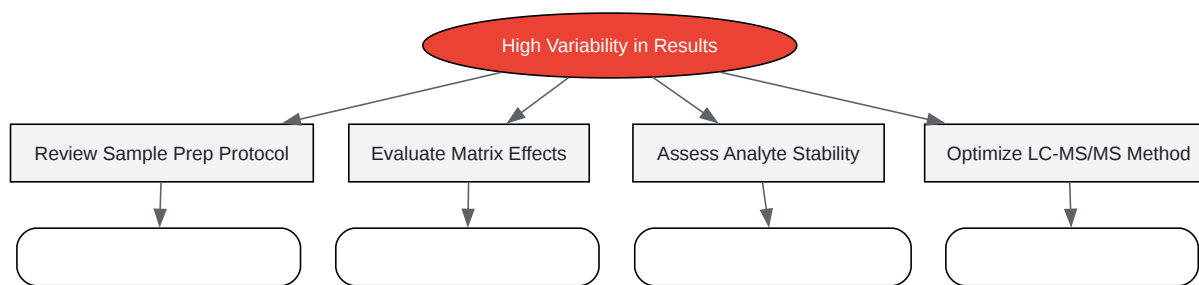 High Variability in Results
Review Sample Prep Protocol
Evaluate Matrix Effects
Assess Analyte Stability
Optimize LC-MS/MS Method